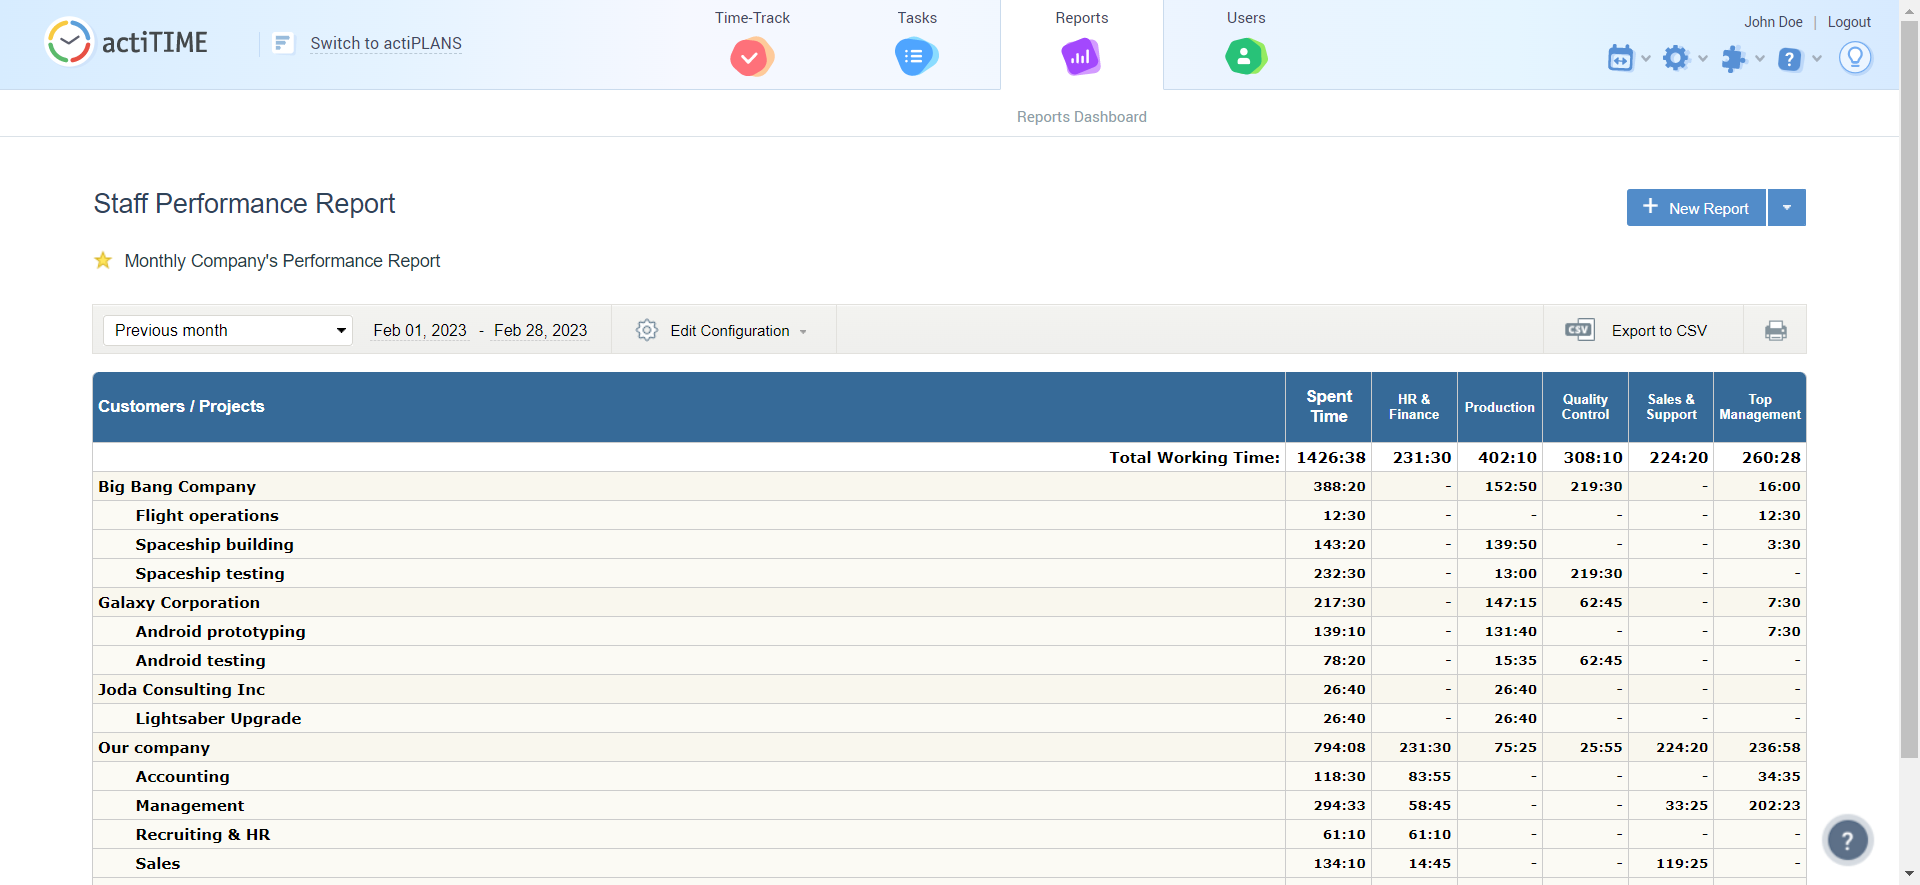 actiTIME
Switch to actiPLANS
Time-Track
Tasks
Reports
Users
John Doe | Logout
Reports Dashboard
Staff Performance Report
+ New Report
Monthly Company's Performance Report
Previous month
Feb 01, 2023 - Feb 28, 2023
Edit Configuration
CSV Export to CSV
Customers / Projects Spent Time HR & Finance Production Quality Control Sales & Support Top Management
Total Working Time: 1426:38 231:30 402:10 308:10 224:20 260:28
Big Bang Company 388:20 - 152:50 219:30 - 16:00
Flight operations 12:30 - - - - 12:30
Spaceship building 143:20 - 139:50 - - 3:30
Spaceship testing 232:30 - 13:00 219:30 - -
Galaxy Corporation 217:30 - 147:15 62:45 - 7:30
Android prototyping 139:10 - 131:40 - - 7:30
Android testing 78:20 - 15:35 62:45 - -
Joda Consulting Inc 26:40 - 26:40 - - -
Lightsaber Upgrade 26:40 - 26:40 - - -
Our company 794:08 231:30 75:25 25:55 224:20 236:58
Accounting 118:30 83:55 - - - 34:35
Management 294:33 58:45 - - 33:25 202:23
Recruiting & HR 61:10 61:10 - - - -
Sales 134:10 14:45 - - 119:25 -
?